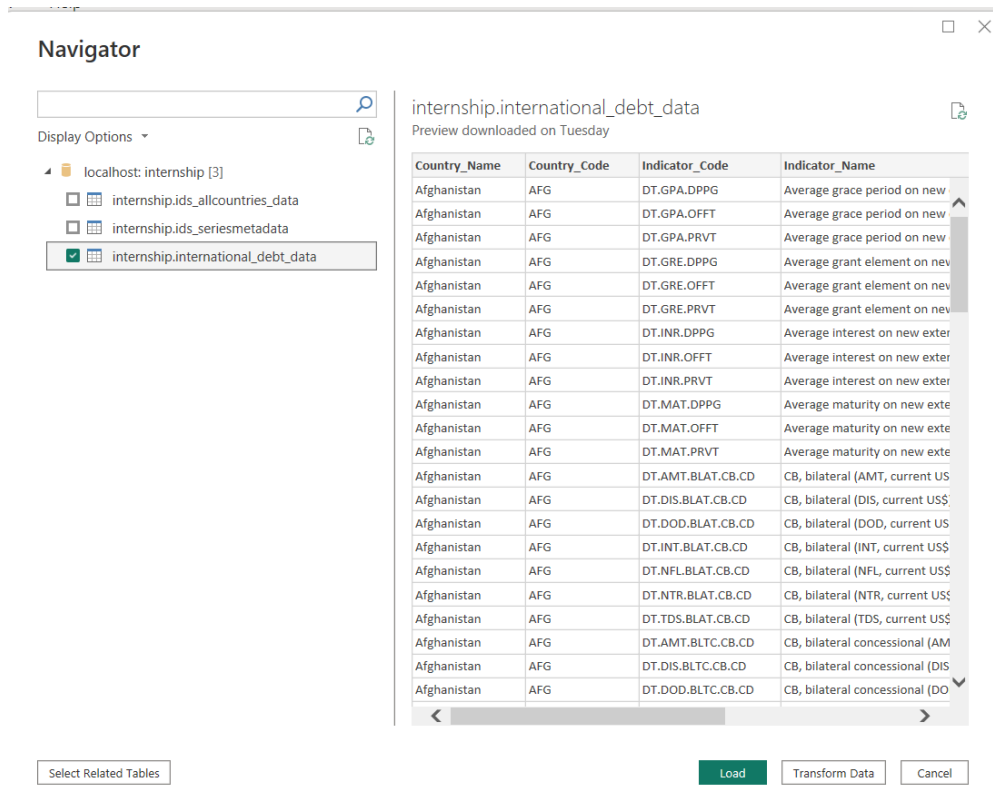 Help
Navigator
Display Options
localhost: internship [3]
internship.ids_allcountries_data
internship.ids_seriesmetadata
internship.international_debt_data
internship.international_debt_data
Preview downloaded on Tuesday
Country_Name Country_Code Indicator_Code Indicator_Name
Afghanistan AFG DT.GPA.DPPG Average grace period on new
Afghanistan AFG DT.GPA.OFFT Average grace period on new
Afghanistan AFG DT.GPA.PRVT Average grace period on new
Afghanistan AFG DT.GRE.DPPG Average grant element on new
Afghanistan AFG DT.GRE.OFFT Average grant element on new
Afghanistan AFG DT.GRE.PRVT Average grant element on new
Afghanistan AFG DT.INR.DPPG Average interest on new exter
Afghanistan AFG DT.INR.OFFT Average interest on new exter
Afghanistan AFG DT.INR.PRVT Average interest on new exter
Afghanistan AFG DT.MAT.DPPG Average maturity on new exte
Afghanistan AFG DT.MAT.OFFT Average maturity on new exte
Afghanistan AFG DT.MAT.PRVT Average maturity on new exte
Afghanistan AFG DT.AMT.BLAT.CB.CD CB, bilateral (AMT, current US
Afghanistan AFG DT.DIS.BLAT.CB.CD CB, bilateral (DIS, current US$
Afghanistan AFG DT.DOD.BLAT.CB.CD CB, bilateral (DOD, current US
Afghanistan AFG DT.INT.BLAT.CB.CD CB, bilateral (INT, current US$
Afghanistan AFG DT.NFL.BLAT.CB.CD CB, bilateral (NFL, current US$
Afghanistan AFG DT.NTR.BLAT.CB.CD CB, bilateral (NTR, current US$
Afghanistan AFG DT.TDS.BLAT.CB.CD CB, bilateral (TDS, current US$
Afghanistan AFG DT.AMT.BLTC.CB.CD CB, bilateral concessional (AM
Afghanistan AFG DT.DIS.BLTC.CB.CD CB, bilateral concessional (DIS
Afghanistan AFG DT.DOD.BLTC.CB.CD CB, bilateral concessional (DO
Select Related Tables Load Transform Data Cancel